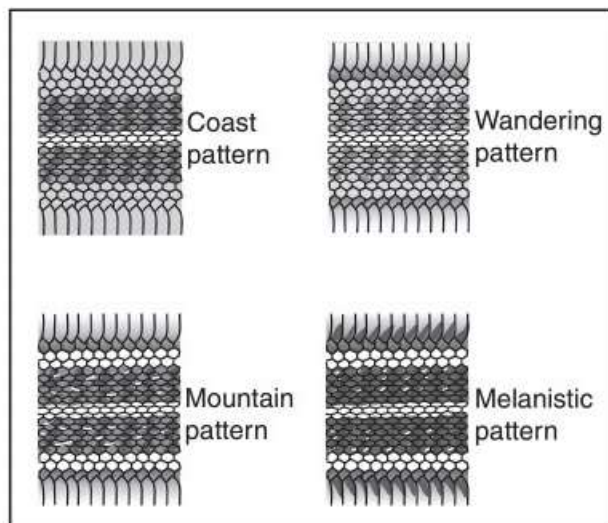 Coast
pattern
Wandering
pattern
Mountain
pattern
Melanistic
pattern